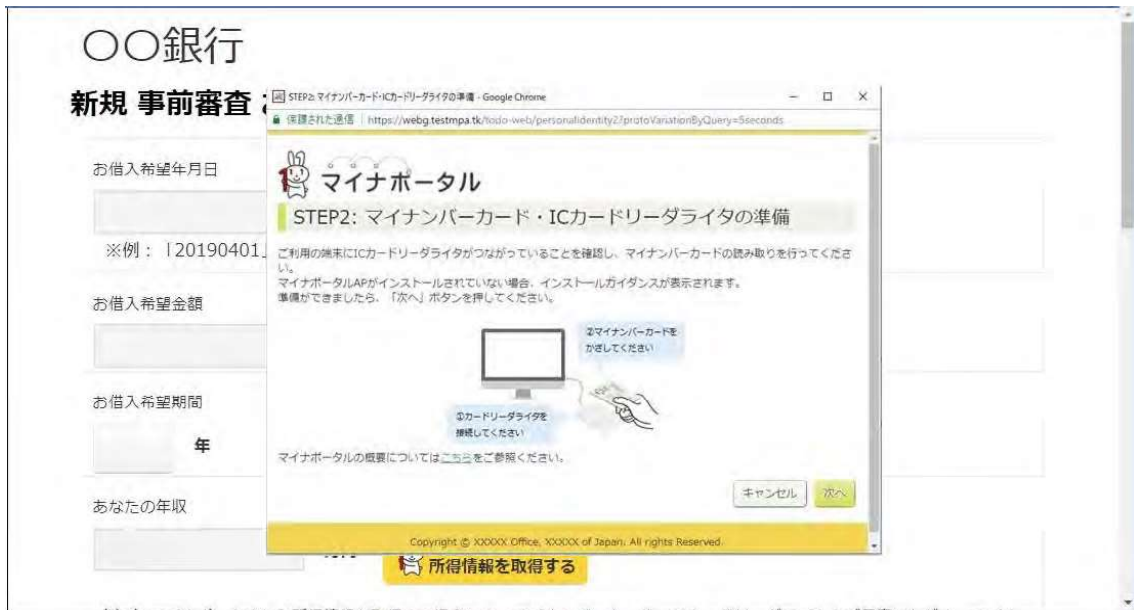 〇〇銀行
新規 事前審査
お借入希望年月日
※例：「20190401」
お借入希望金額
お借入希望期間
年
あなたの年収
STEP2: マイナンバーカード・ICカードリーダライタの準備 - Google Chrome
保護された通信 | https://webg.testmpa.tk/todo-web/personalidentity2?protoVariationByQuery=5seconds
マイナポータル
STEP2: マイナンバーカード・ICカードリーダライタの準備
ご利用の端末にICカードリーダライタがつながっていることを確認し、マイナンバーカードの読み取りを行ってくださ
い。
マイナポータルAPがインストールされていない場合、インストールガイダンスが表示されます。
準備ができましたら、「次へ」ボタンを押してください。
②マイナンバーカードを
かざしてください
①カードリーダライタを
接続してください
マイナポータルの概要についてはこちらをご参照ください。
キャンセル
次へ
Copyright © XXXXX Office, XXXXX of Japan. All rights Reserved.
所得情報を取得する